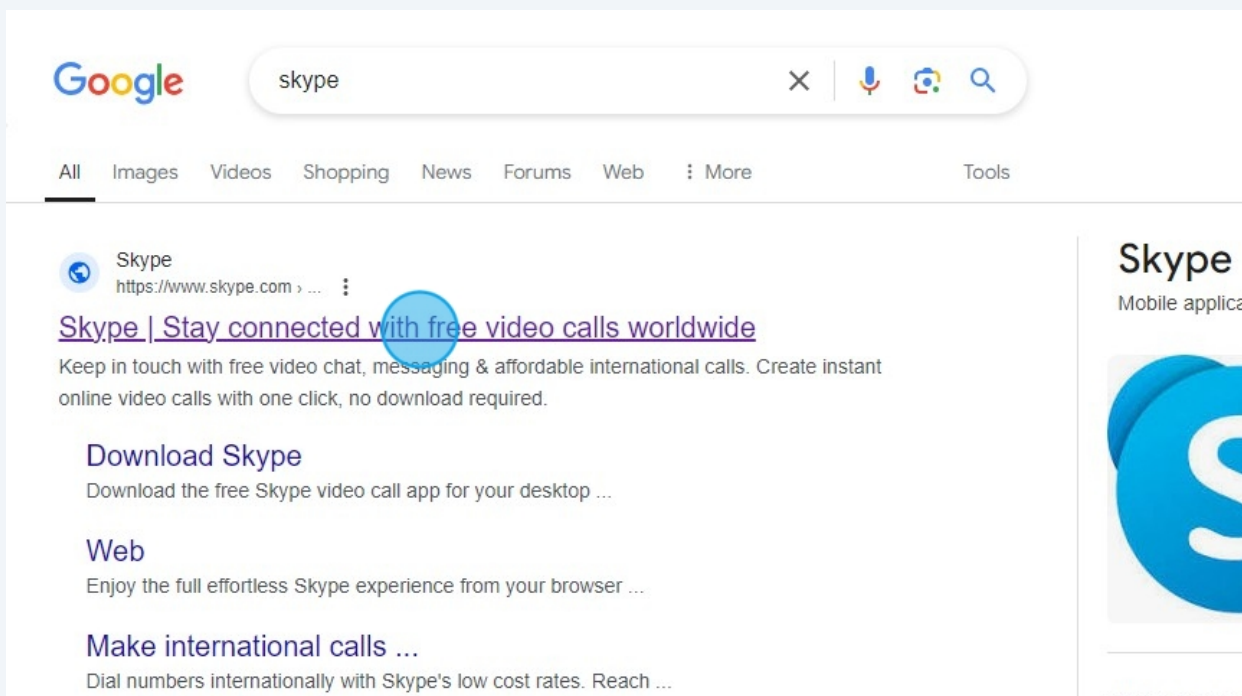 Google
skype
All Images Videos Shopping News Forums Web More Tools
Skype
https://www.skype.com › ...
Skype | Stay connected with free video calls worldwide
Keep in touch with free video chat, messaging & affordable international calls. Create instant
online video calls with one click, no download required.
Download Skype
Download the free Skype video call app for your desktop ...
Web
Enjoy the full effortless Skype experience from your browser ...
Make international calls ...
Dial numbers internationally with Skype's low cost rates. Reach ...
Skype
Mobile applica
S